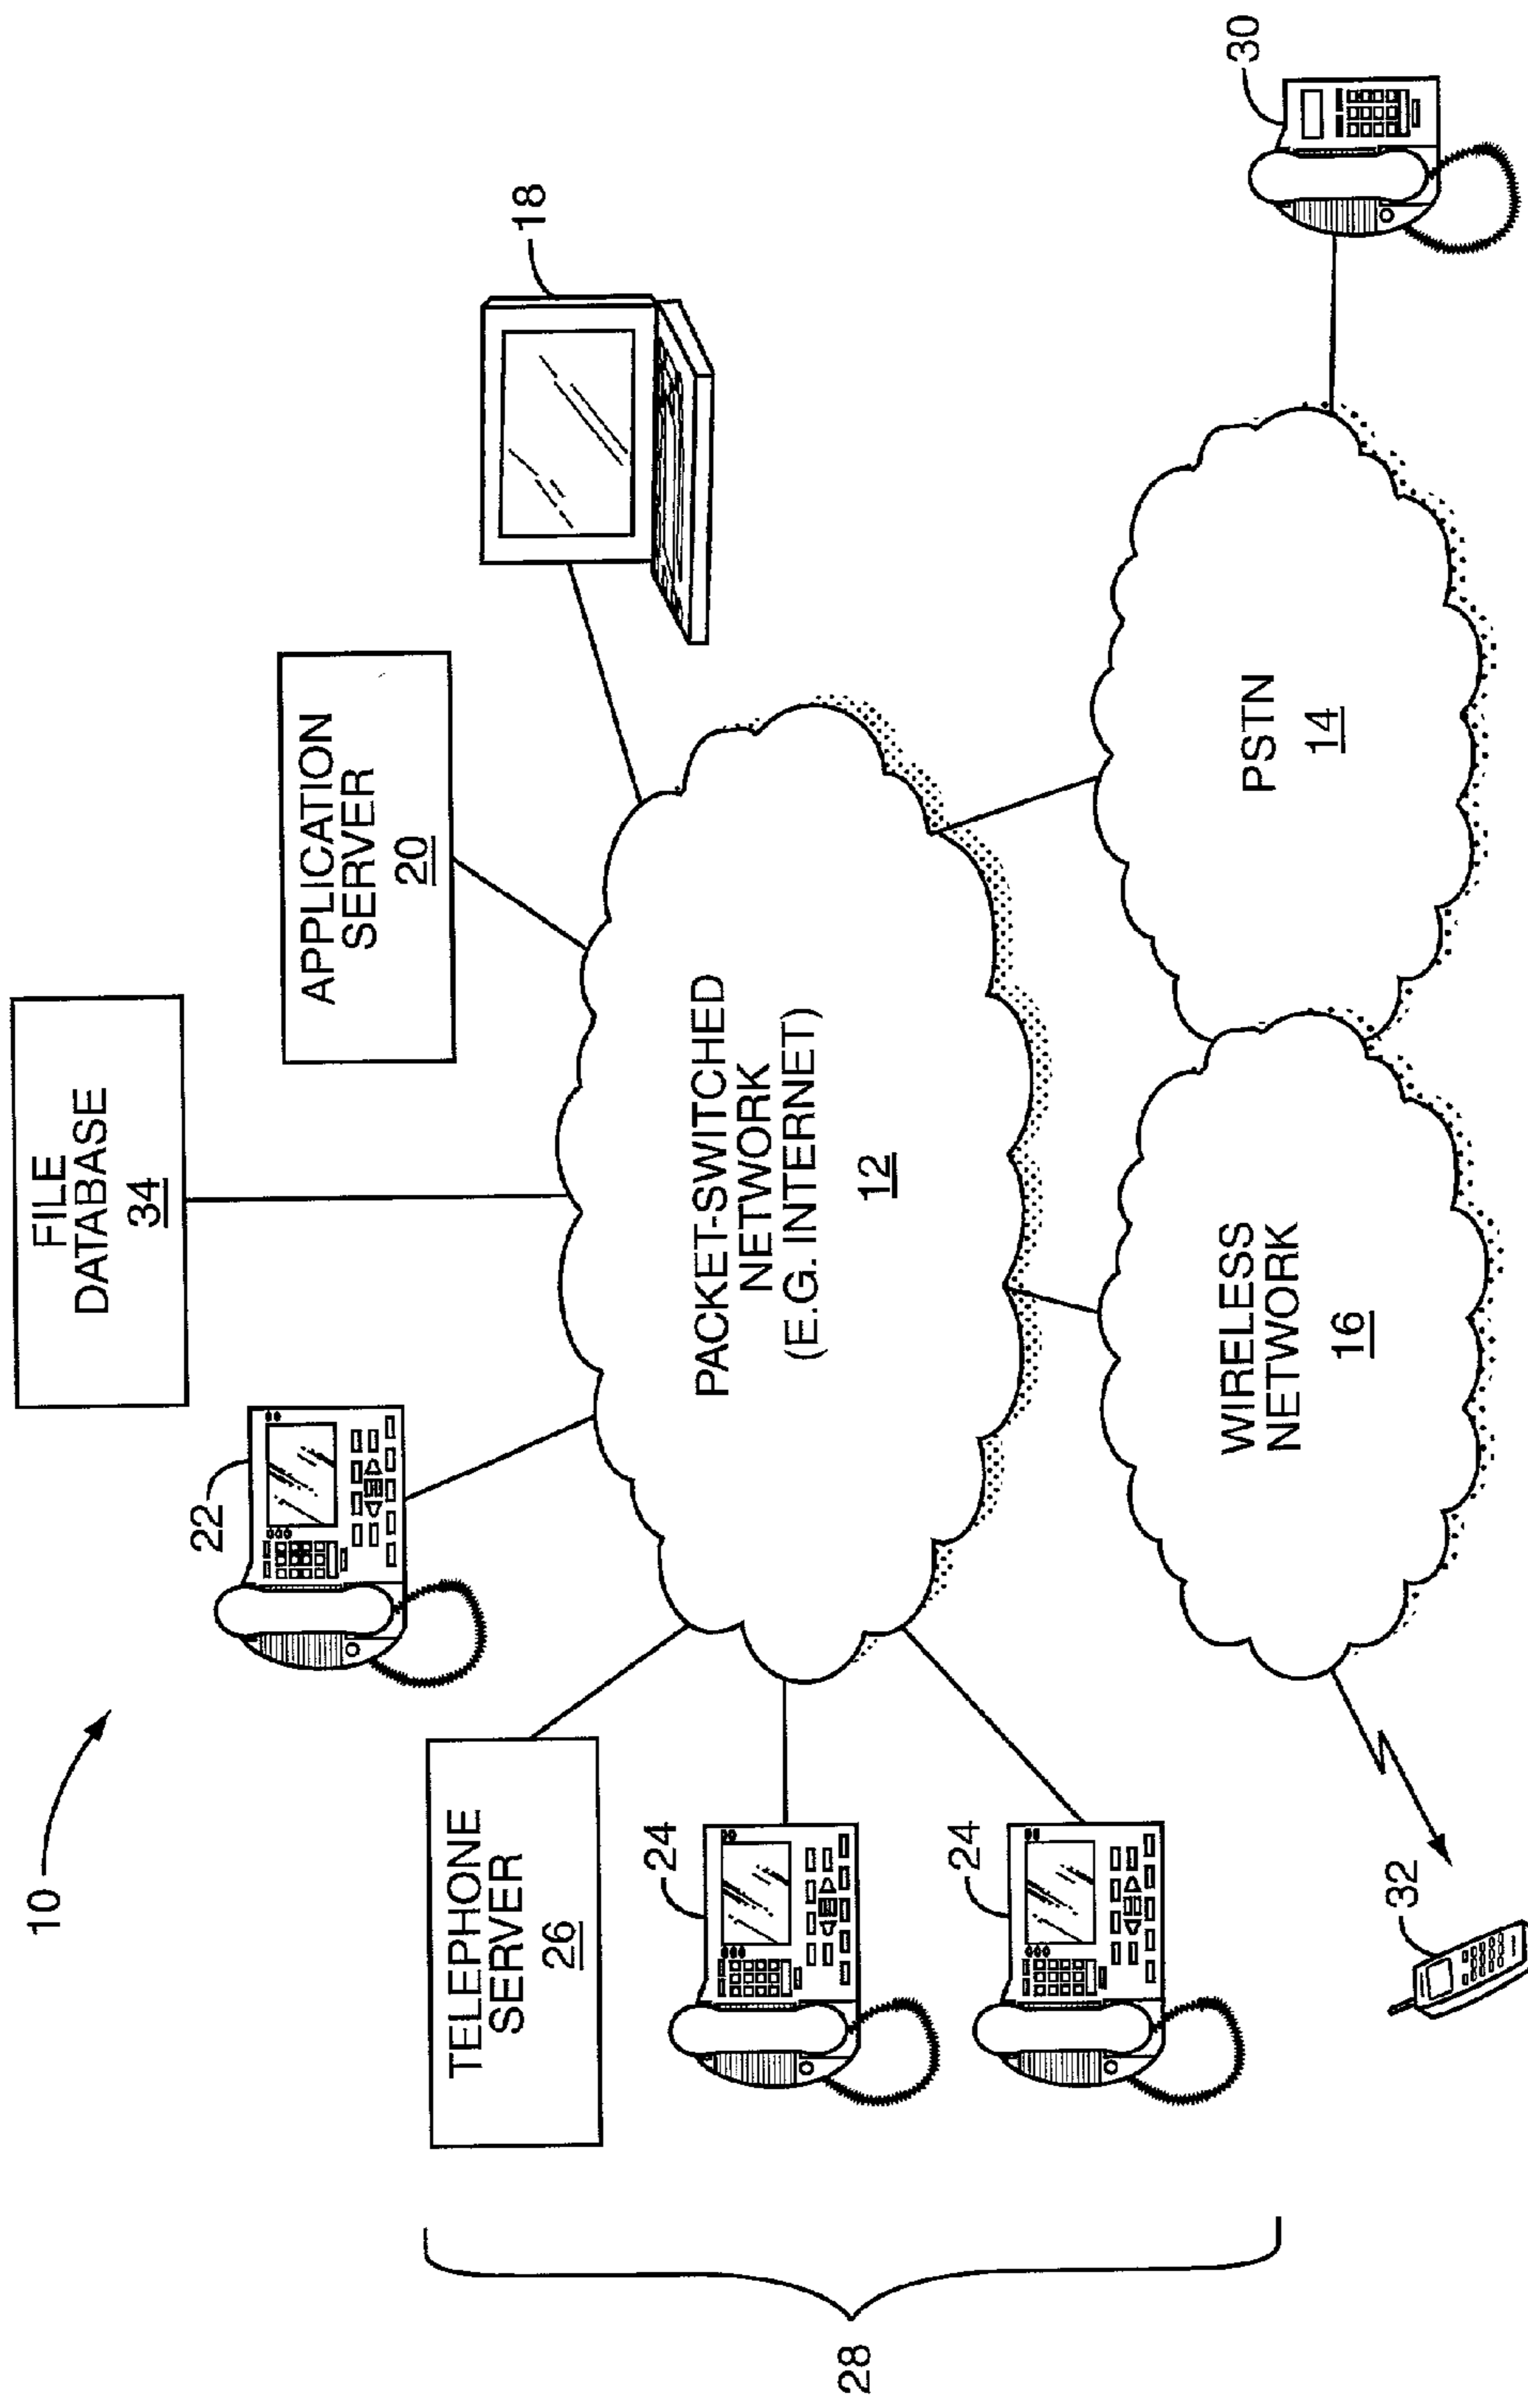 10
22
FILE
DATABASE
34
APPLICATION
SERVER
20
18
TELEPHONE
SERVER
26
24
24
28
PACKET-SWITCHED
NETWORK
(E.G. INTERNET)
12
WIRELESS
NETWORK
16
PSTN
14
30
32